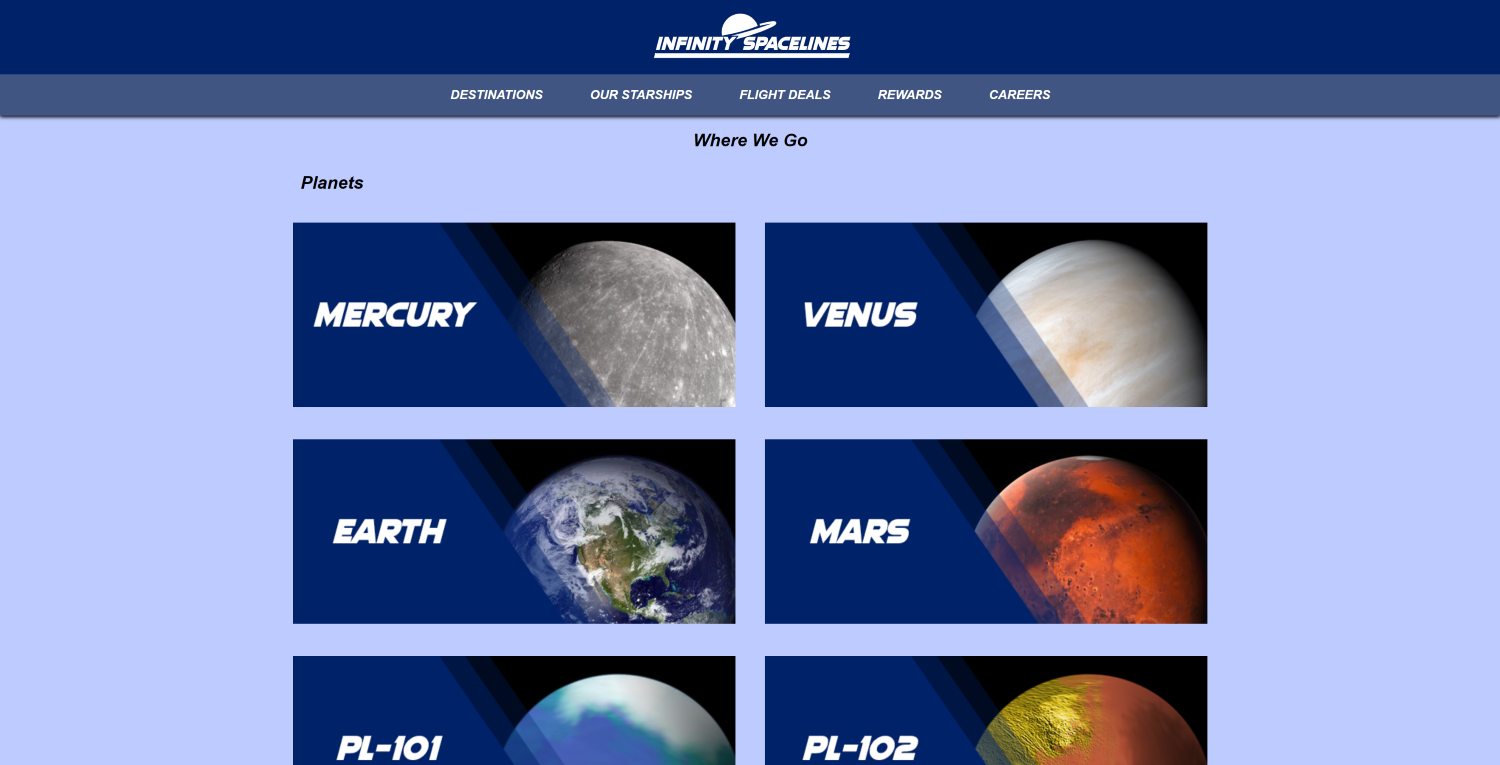 INFINITY SPACELINES
DESTINATIONS OUR STARSHIPS FLIGHT DEALS REWARDS CAREERS
Where We Go
Planets
MERCURY
VENUS
EARTH
MARS
PL-101
PL-102